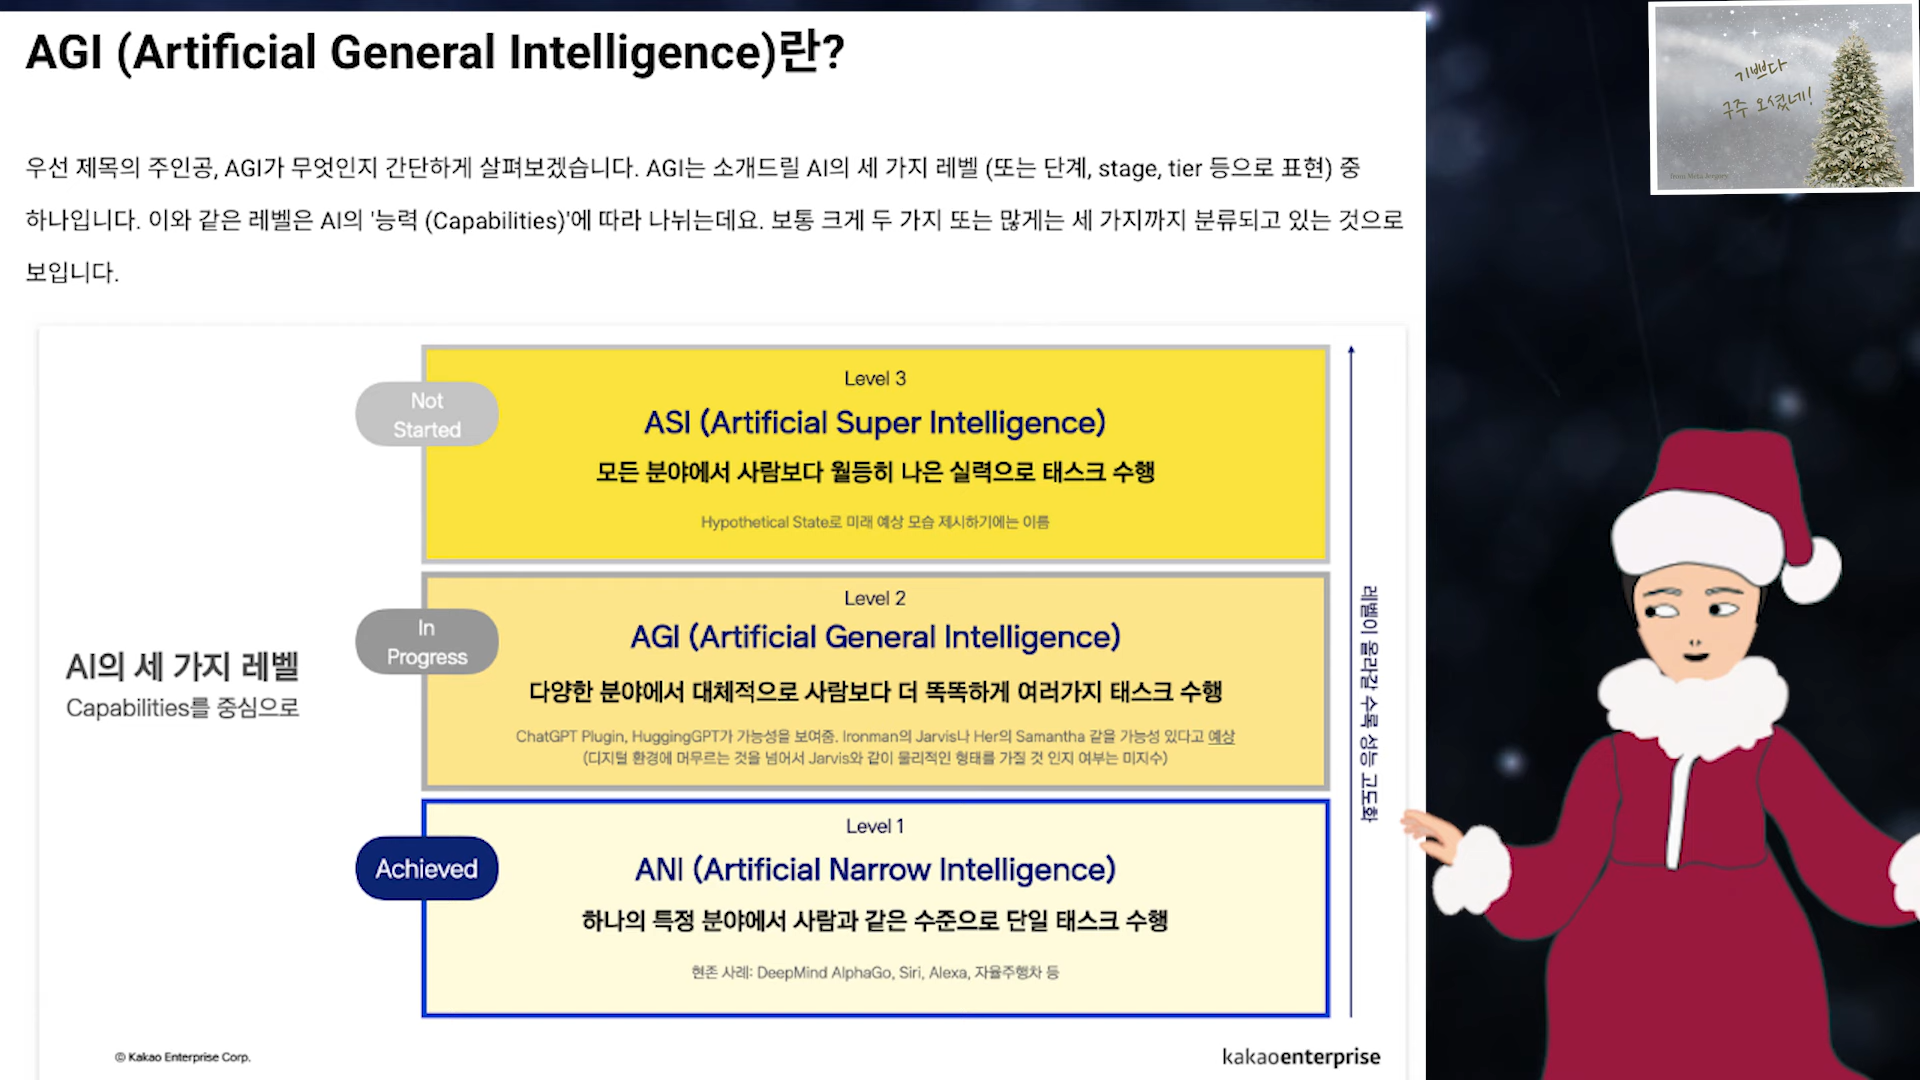 AGI (Artificial General Intelligence)란?
기쁘다
구주 오셨네!
우선 제목의 주인공, AGI가 무엇인지 간단하게 살펴보겠습니다. AGI는 소개드릴 AI의 세 가지 레벨 (또는 단계, stage, tier 등으로 표현) 중
하나입니다. 이와 같은 레벨은 AI의 '능력 (Capabilities)'에 따라 나뉘는데요. 보통 크게 두 가지 또는 많게는 세 가지까지 분류되고 있는 것으로
보입니다.
AI의 세 가지 레벨
Capabilities를 중심으로
Not
Started
Level 3
ASI (Artificial Super Intelligence)
모든 분야에서 사람보다 월등히 나은 실력으로 태스크 수행
Hypothetical State로 미래 예상 모습 제시하기에는 이름
In
Progress
Level 2
AGI (Artificial General Intelligence)
다양한 분야에서 대체적으로 사람보다 더 똑똑하게 여러가지 태스크 수행
ChatGPT Plugin, HuggingGPT가 가능성을 보여줌. Ironman의 Jarvis나 Her의 Samantha 같을 가능성 있다고 예상
(디지털 환경에 머무르는 것을 넘어서 Jarvis와 같이 물리적인 형태를 가질 것 인지 여부는 미지수)
Achieved
Level 1
ANI (Artificial Narrow Intelligence)
하나의 특정 분야에서 사람과 같은 수준으로 단일 태스크 수행
현존 사례: DeepMind AlphaGo, Siri, Alexa, 자율주행차 등
레벨이 올라갈 수록 성능 고도화
© Kakao Enterprise Corp.
kakaoenterprise